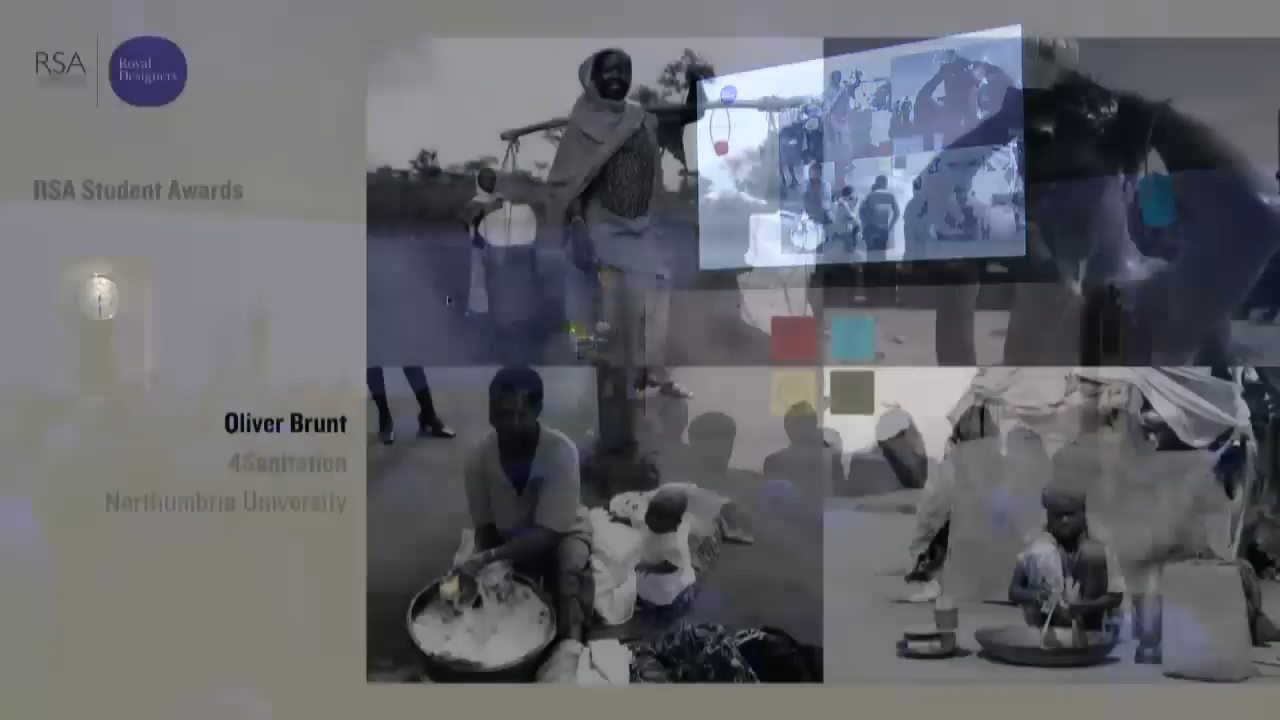 RSA
Royal
Designers
RSA Student Awards
Oliver Brunt
4Sanitation
Northumbria University